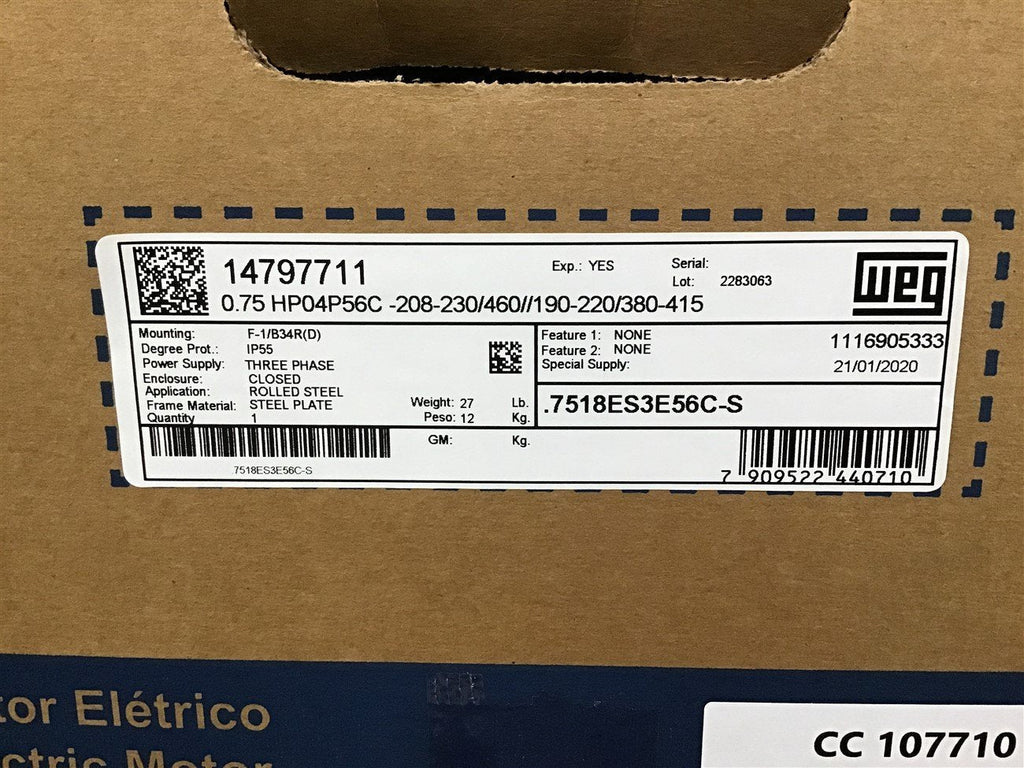 14797711
Exp.: YES
Serial:
Lot: 2283063
weg
0.75 HP04P56C -208-230/460//190-220/380-415
Mounting: F-1/B34R(D)
Degree Prot.: IP55
Power Supply: THREE PHASE
Enclosure: CLOSED
Application: ROLLED STEEL
Frame Material: STEEL PLATE
Quantity 1
Weight: 27 Lb.
Peso: 12 Kg.
GM: Kg.
Feature 1: NONE
Feature 2: NONE
Special Supply:
1116905333
21/01/2020
.7518ES3E56C-S
.7518ES3E56C-S
7 909522 440710
tor Elétrico
ctric Motor
CC 107710